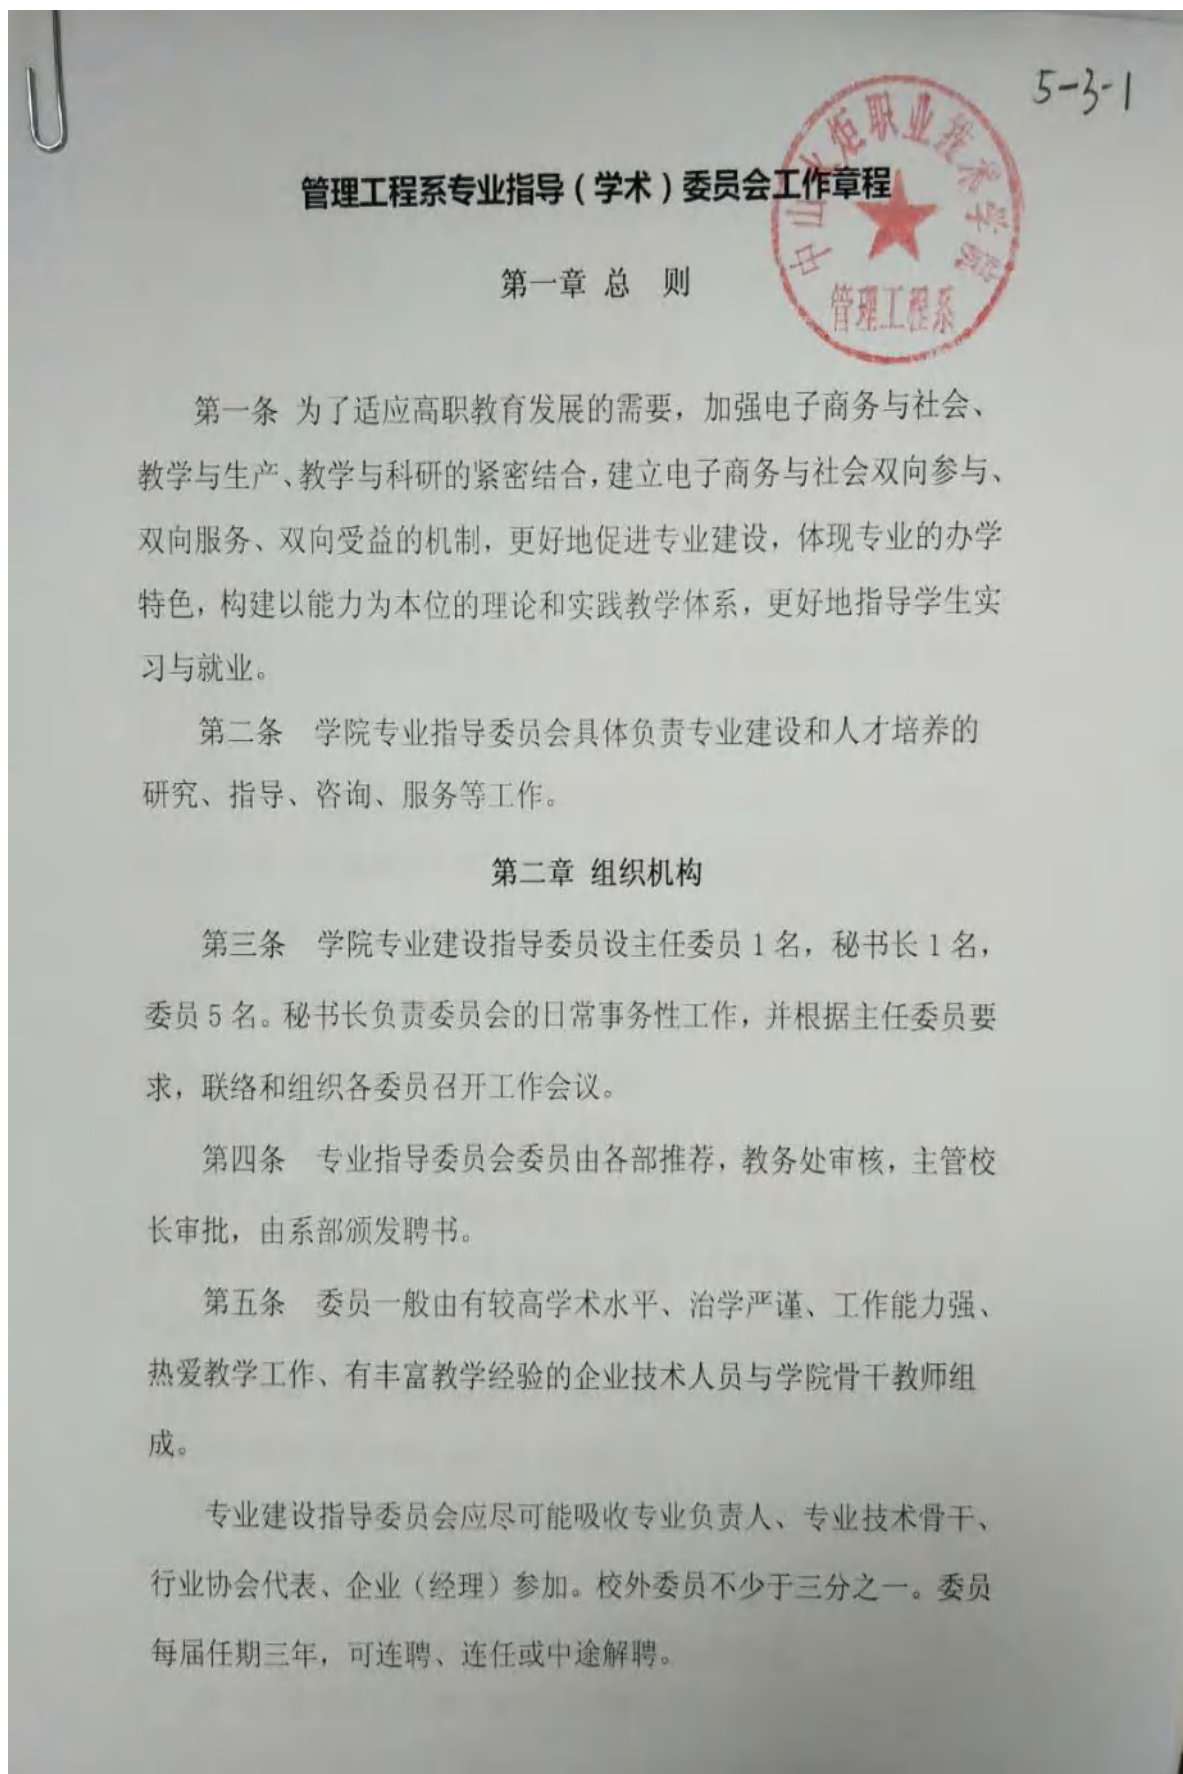 5-3-1
中山火炬职业技术学院
管理工程系专业指导（学术）委员会工作章程
管理工程系
第一章 总 则
第一条 为了适应高职教育发展的需要，加强电子商务与社会、
教学与生产、教学与科研的紧密结合，建立电子商务与社会双向参与、
双向服务、双向受益的机制，更好地促进专业建设，体现专业的办学
特色，构建以能力为本位的理论和实践教学体系，更好地指导学生实
习与就业。
第二条 学院专业指导委员会具体负责专业建设和人才培养的
研究、指导、咨询、服务等工作。
第二章 组织机构
第三条 学院专业建设指导委员设主任委员 1 名，秘书长 1 名，
委员 5 名。秘书长负责委员会的日常事务性工作，并根据主任委员要
求，联络和组织各委员召开工作会议。
第四条 专业指导委员会委员由各部推荐，教务处审核，主管校
长审批，由系部颁发聘书。
第五条 委员一般由有较高学术水平、治学严谨、工作能力强、
热爱教学工作、有丰富教学经验的企业技术人员与学院骨干教师组
成。
专业建设指导委员会应尽可能吸收专业负责人、专业技术骨干、
行业协会代表、企业（经理）参加。校外委员不少于三分之一。委员
每届任期三年，可连聘、连任或中途解聘。